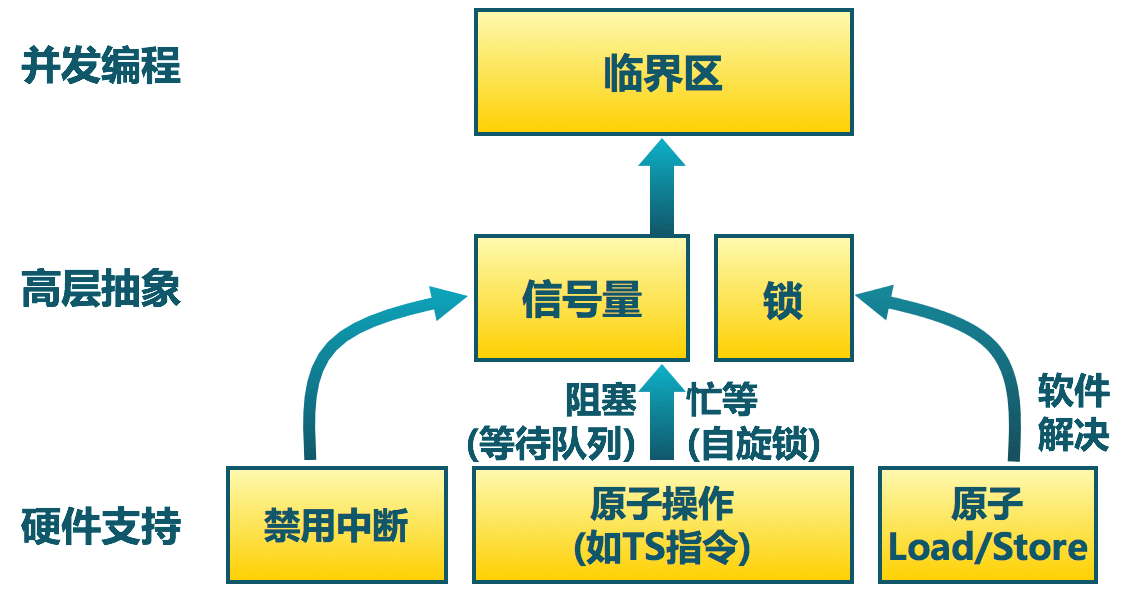 并发编程
临界区
高层抽象
信号量
锁
阻塞
(等待队列)
忙等
(自旋锁)
软件
解决
硬件支持
禁用中断
原子操作
(如TS指令)
原子
Load/Store